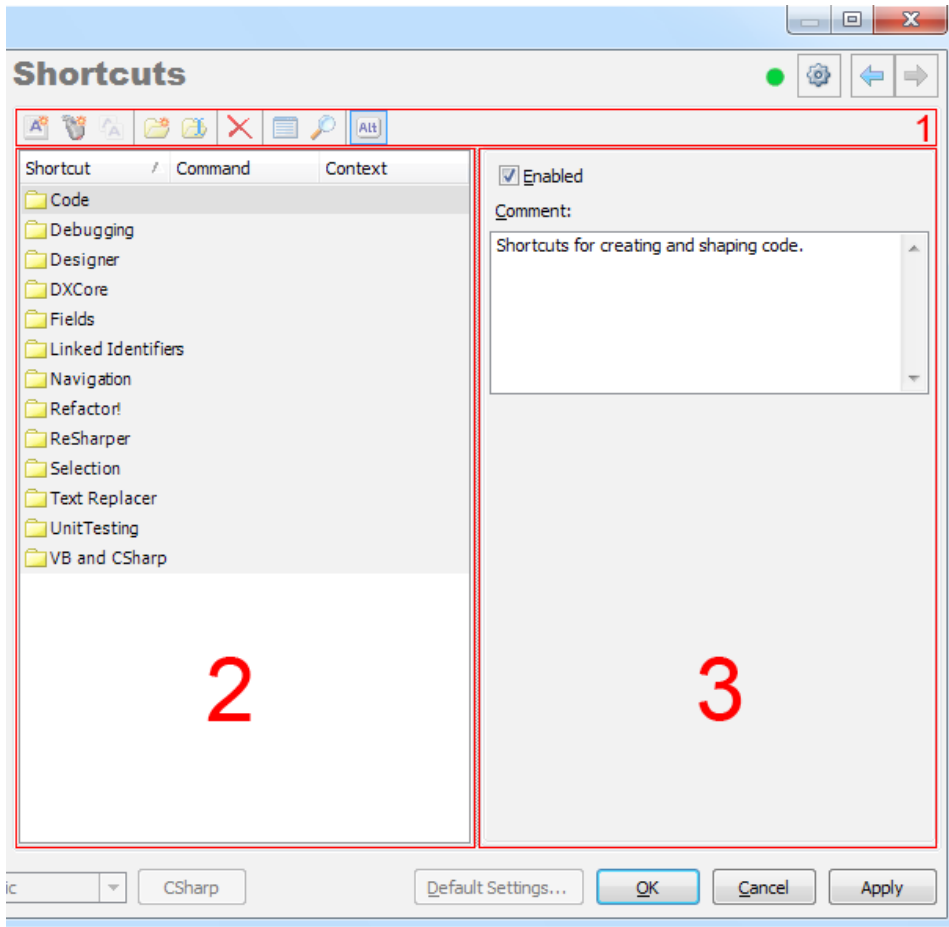 Shortcuts
Alt
1
Shortcut Command Context
Code
Debugging
Designer
DXCore
Fields
Linked Identifiers
Navigation
Refactor!
ReSharper
Selection
Text Replacer
UnitTesting
VB and CSharp
2
Enabled
Comment:
Shortcuts for creating and shaping code.
3
ic CSharp Default Settings... OK Cancel Apply